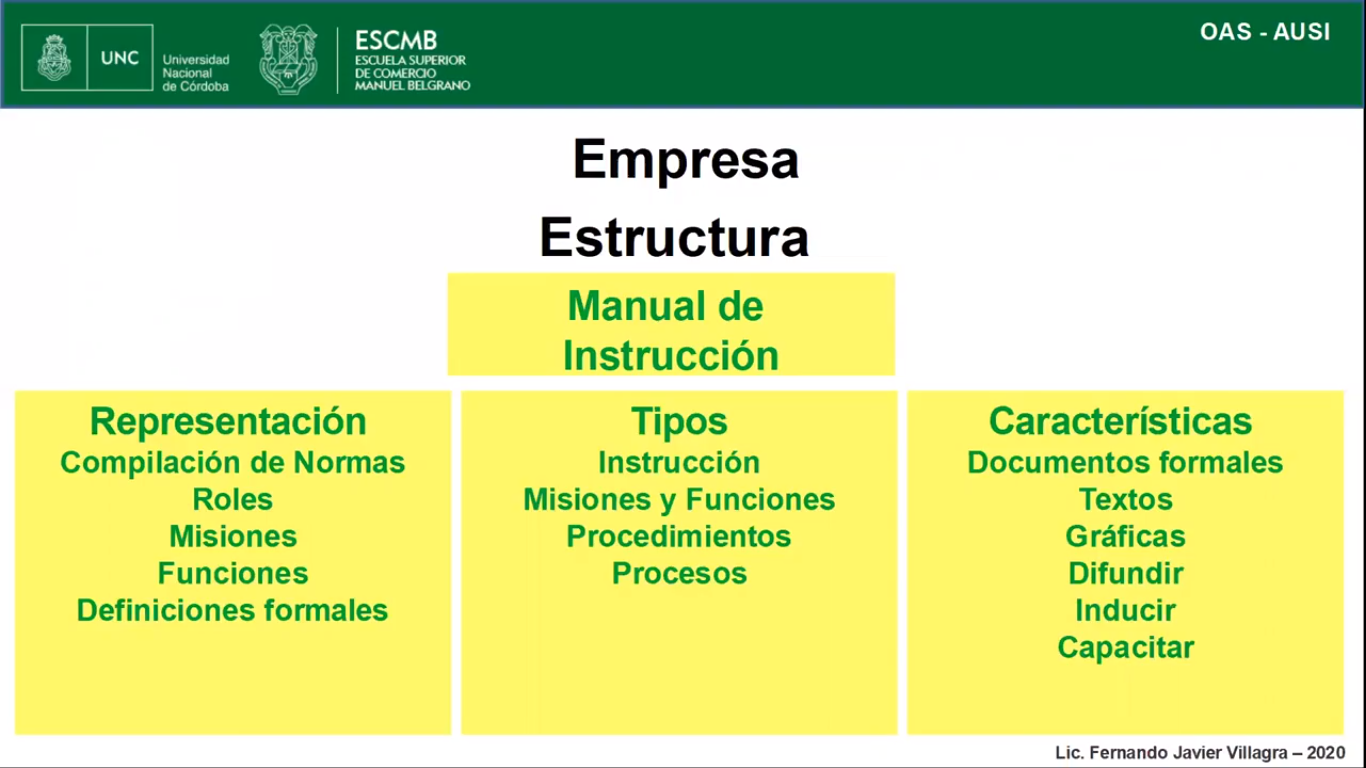 UNC
Universidad
Nacional
de Córdoba
ESCMB
ESCUELA SUPERIOR
DE COMERCIO
MANUEL BELGRANO
OAS - AUSI
Empresa
Estructura
Manual de
Instrucción
Representación
Compilación de Normas
Roles
Misiones
Funciones
Definiciones formales
Tipos
Instrucción
Misiones y Funciones
Procedimientos
Procesos
Características
Documentos formales
Textos
Gráficas
Difundir
Inducir
Capacitar
Lic. Fernando Javier Villagra – 2020